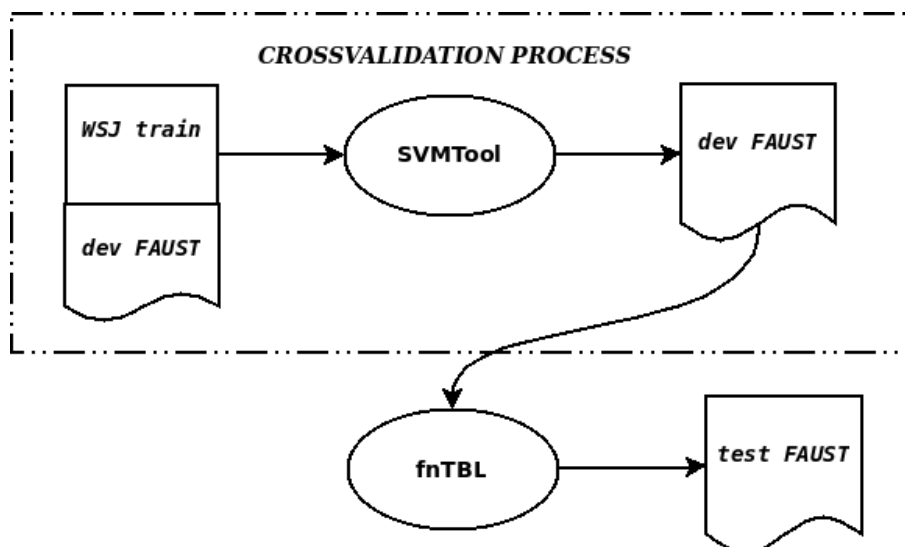 CROSSVALIDATION PROCESS
WSJ train
SVMTool
dev FAUST
dev FAUST
fnTBL
test FAUST